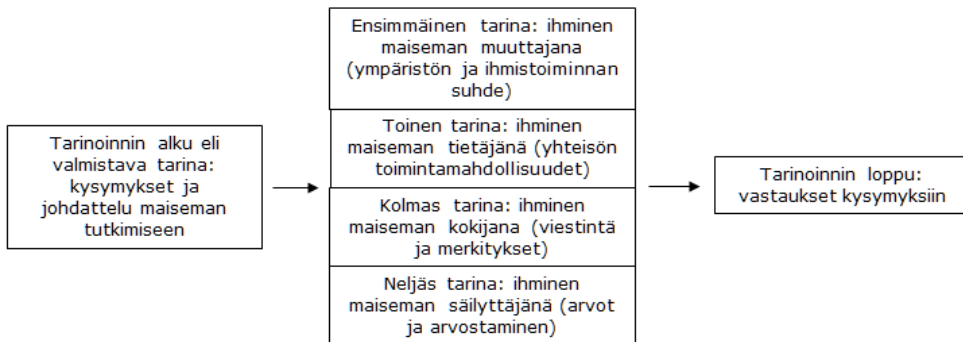 Tarinoinnin alku eli
valmistava tarina:
kysymykset ja
johdattelu maiseman
tutkimiseen
Ensimmäinen tarina: ihminen
maiseman muuttajana
(ympäristön ja ihmistoiminnan
suhde)
Toinen tarina: ihminen
maiseman tietäjänä (yhteisön
toimintamahdollisuudet)
Kolmas tarina: ihminen
maiseman kokijana (viestintä
ja merkitykset)
Neljäs tarina: ihminen
maiseman säilyttäjänä (arvot
ja arvostaminen)
Tarinoinnin loppu:
vastaukset kysymyksiin